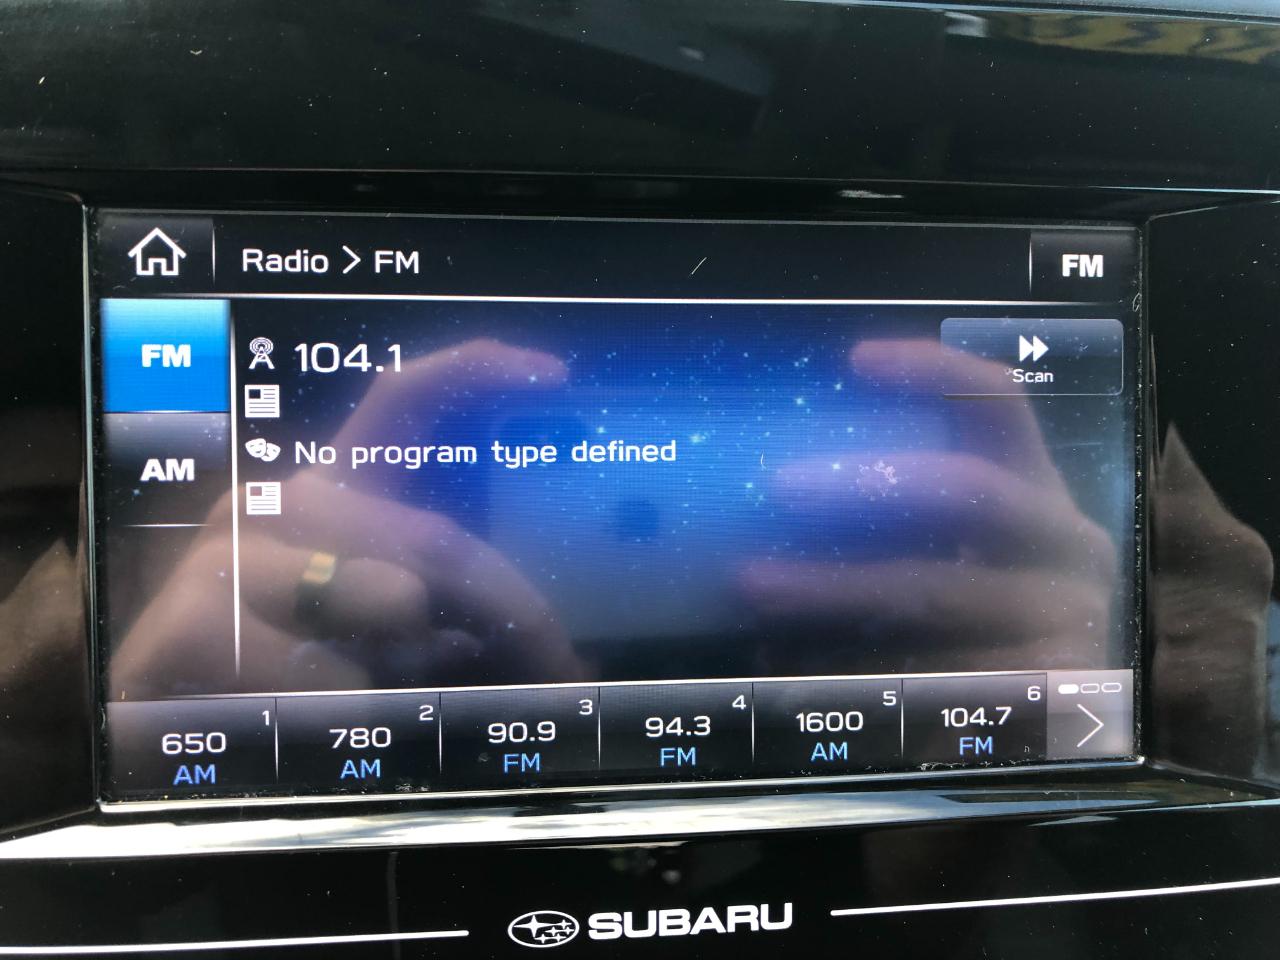 Radio > FM
FM
FM
104.1
Scan
AM
No program type defined
1
650
AM
2
780
AM
3
90.9
FM
4
94.3
FM
5
1600
AM
6
104.7
FM
SUBARU